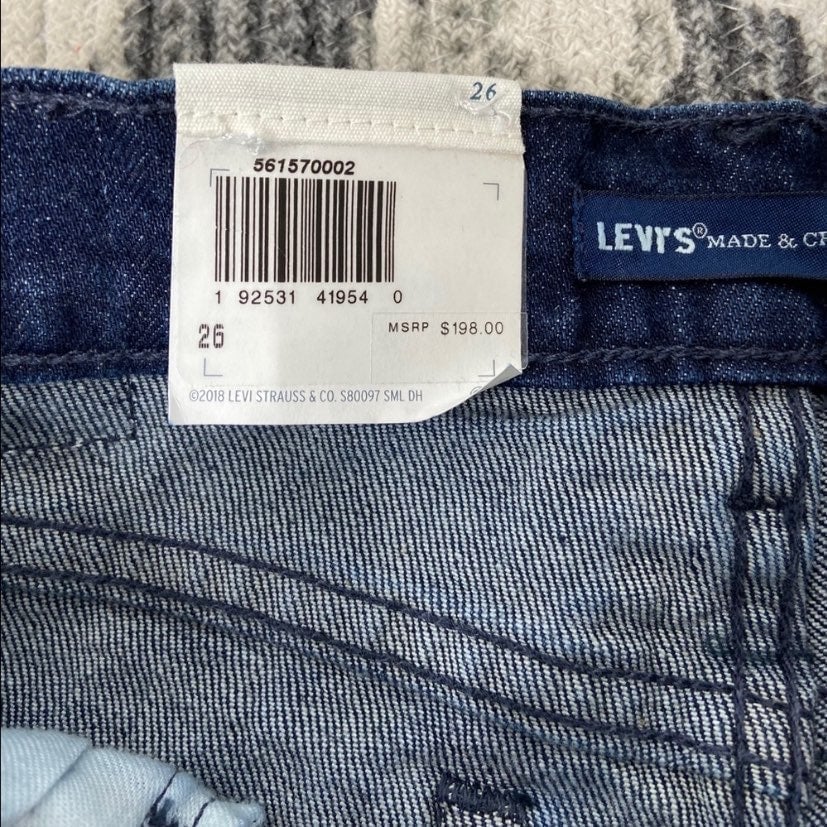 26
561570002
1 92531 41954 0
26
MSRP $198.00
©2018 LEVI STRAUSS & CO. S80097 SML DH
LEVI'S® MADE &